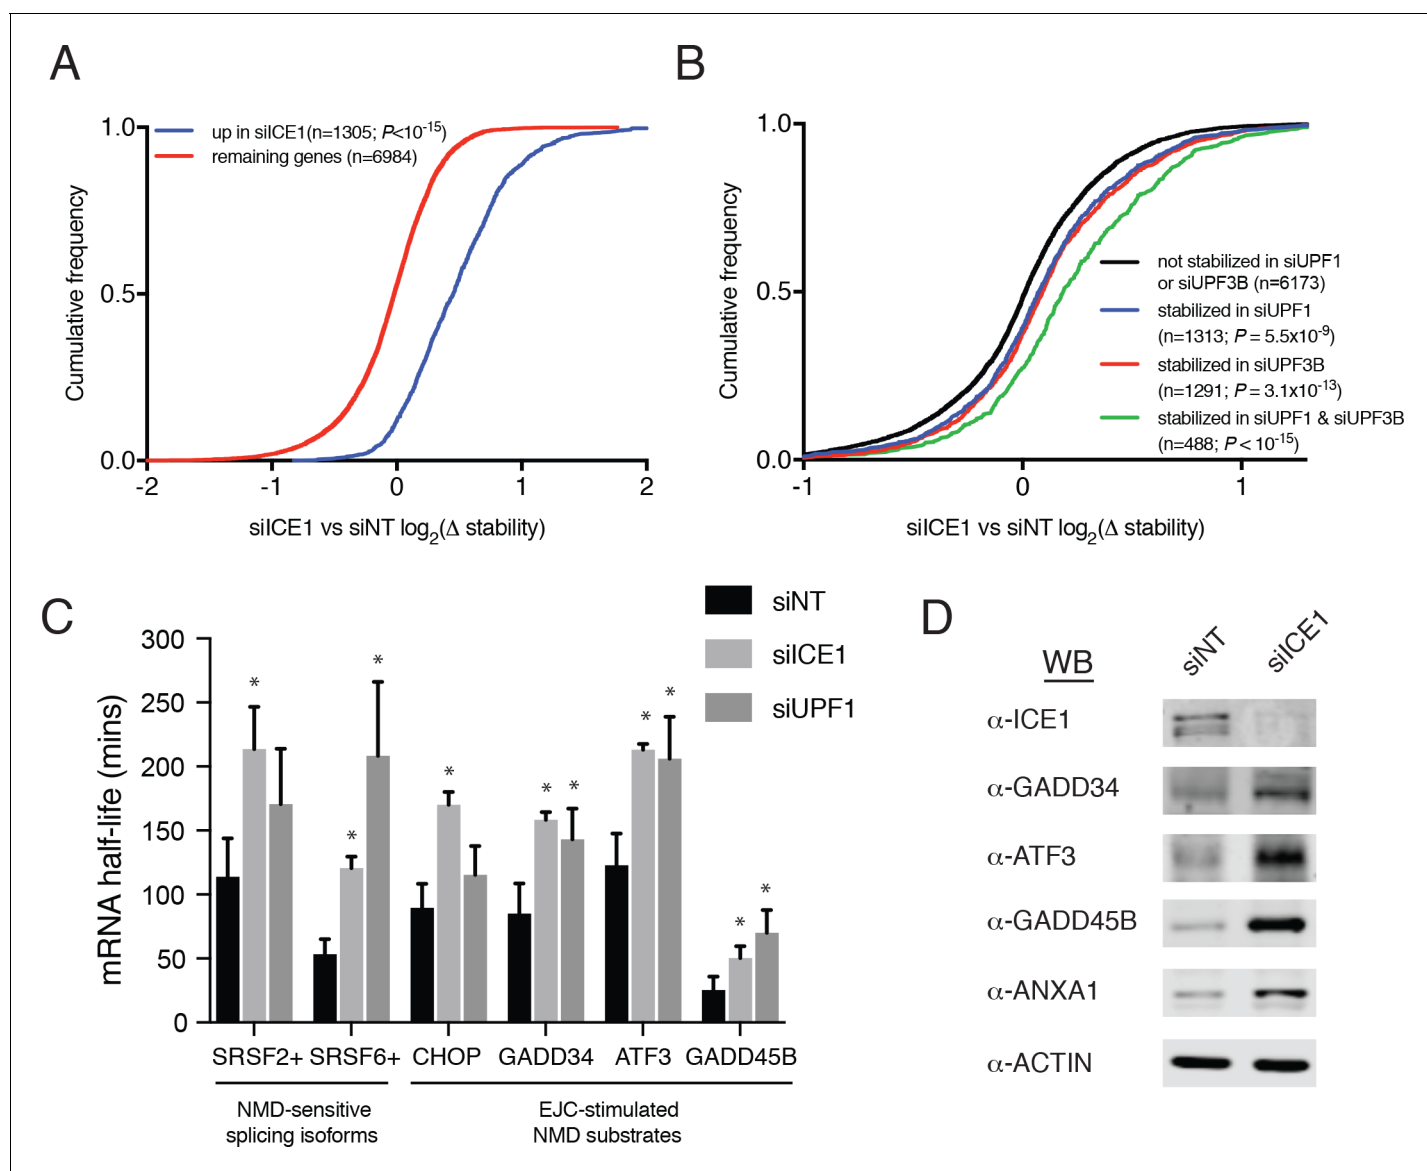 A
1.0
0.5
0.0
-2
-1
0
1
2
Cumulative frequency
siICE1 vs siNT log2(Δ stability)
up in siICE1(n=1305; P<10-15)
remaining genes (n=6984)
B
1.0
0.5
0.0
-1
0
1
Cumulative frequency
siICE1 vs siNT log2(Δ stability)
not stabilized in siUPF1
or siUPF3B (n=6173)
stabilized in siUPF1
(n=1313; P = 5.5x10-9)
stabilized in siUPF3B
(n=1291; P = 3.1x10-13)
stabilized in siUPF1 & siUPF3B
(n=488; P < 10-15)
C
siNT
siICE1
siUPF1
mRNA half-life (mins)
300
250
200
150
100
50
0
* * * * * * * * * *
SRSF2+ SRSF6+ CHOP GADD34 ATF3 GADD45B
NMD-sensitive
splicing isoforms
EJC-stimulated
NMD substrates
D
WB
siNT
siICE1
α-ICE1
α-GADD34
α-ATF3
α-GADD45B
α-ANXA1
α-ACTIN